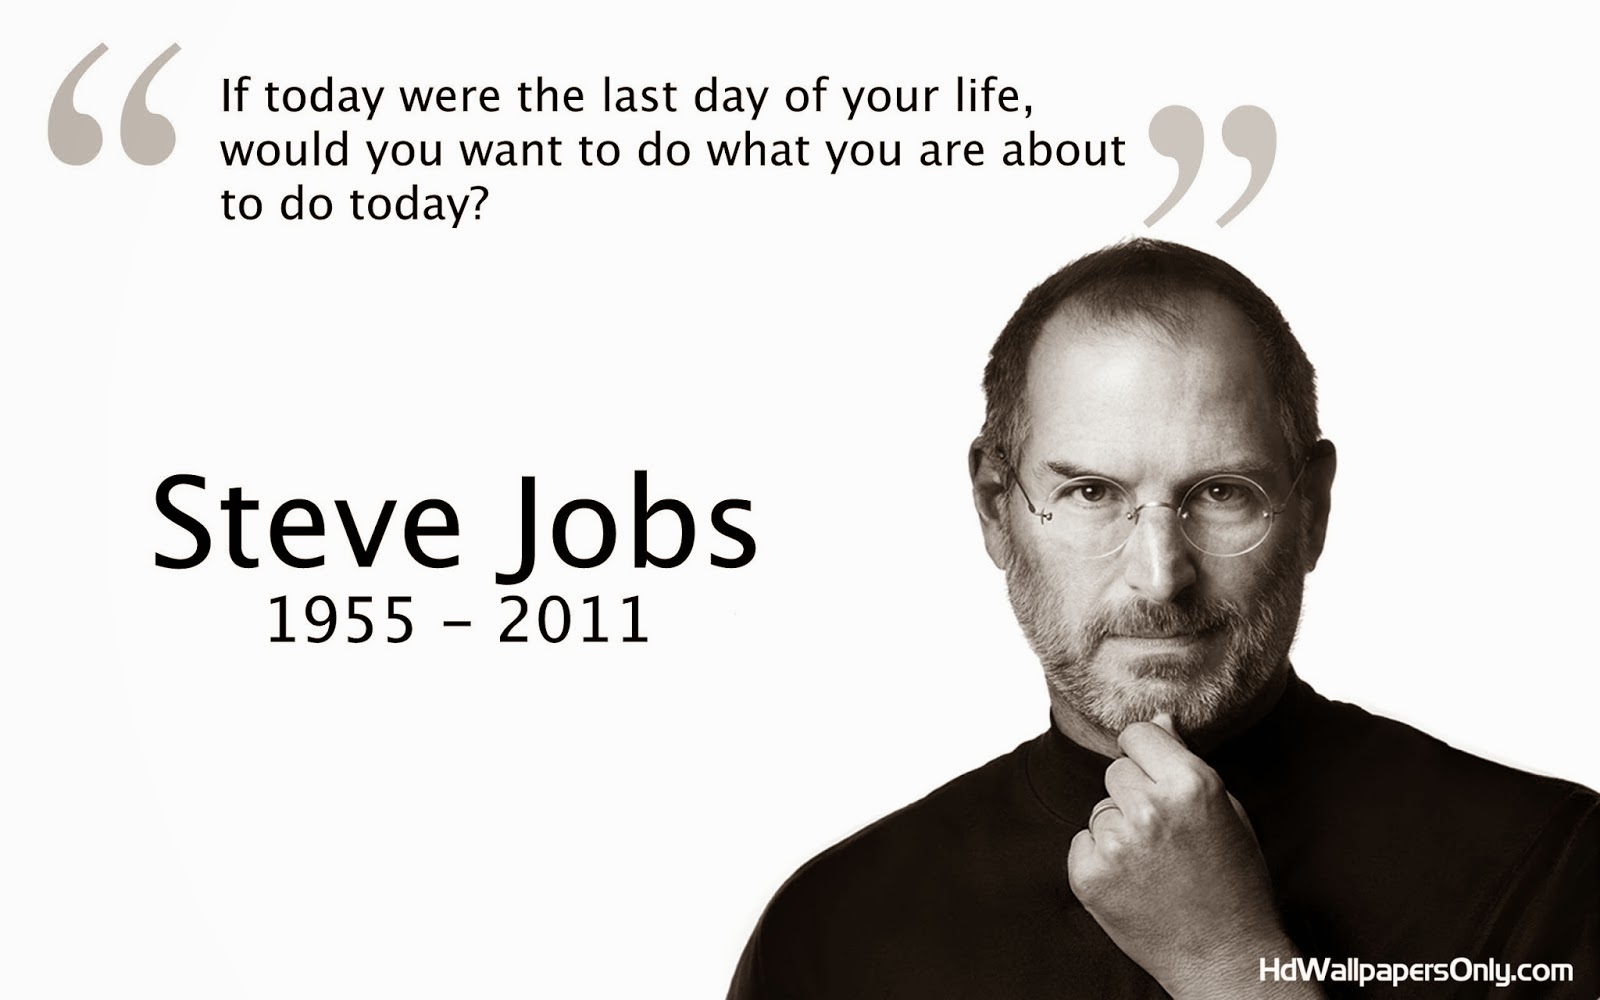 “If today were the last day of your life,
would you want to do what you are about
to do today?”
Steve Jobs
1955 – 2011
HdWallpapersOnly.com